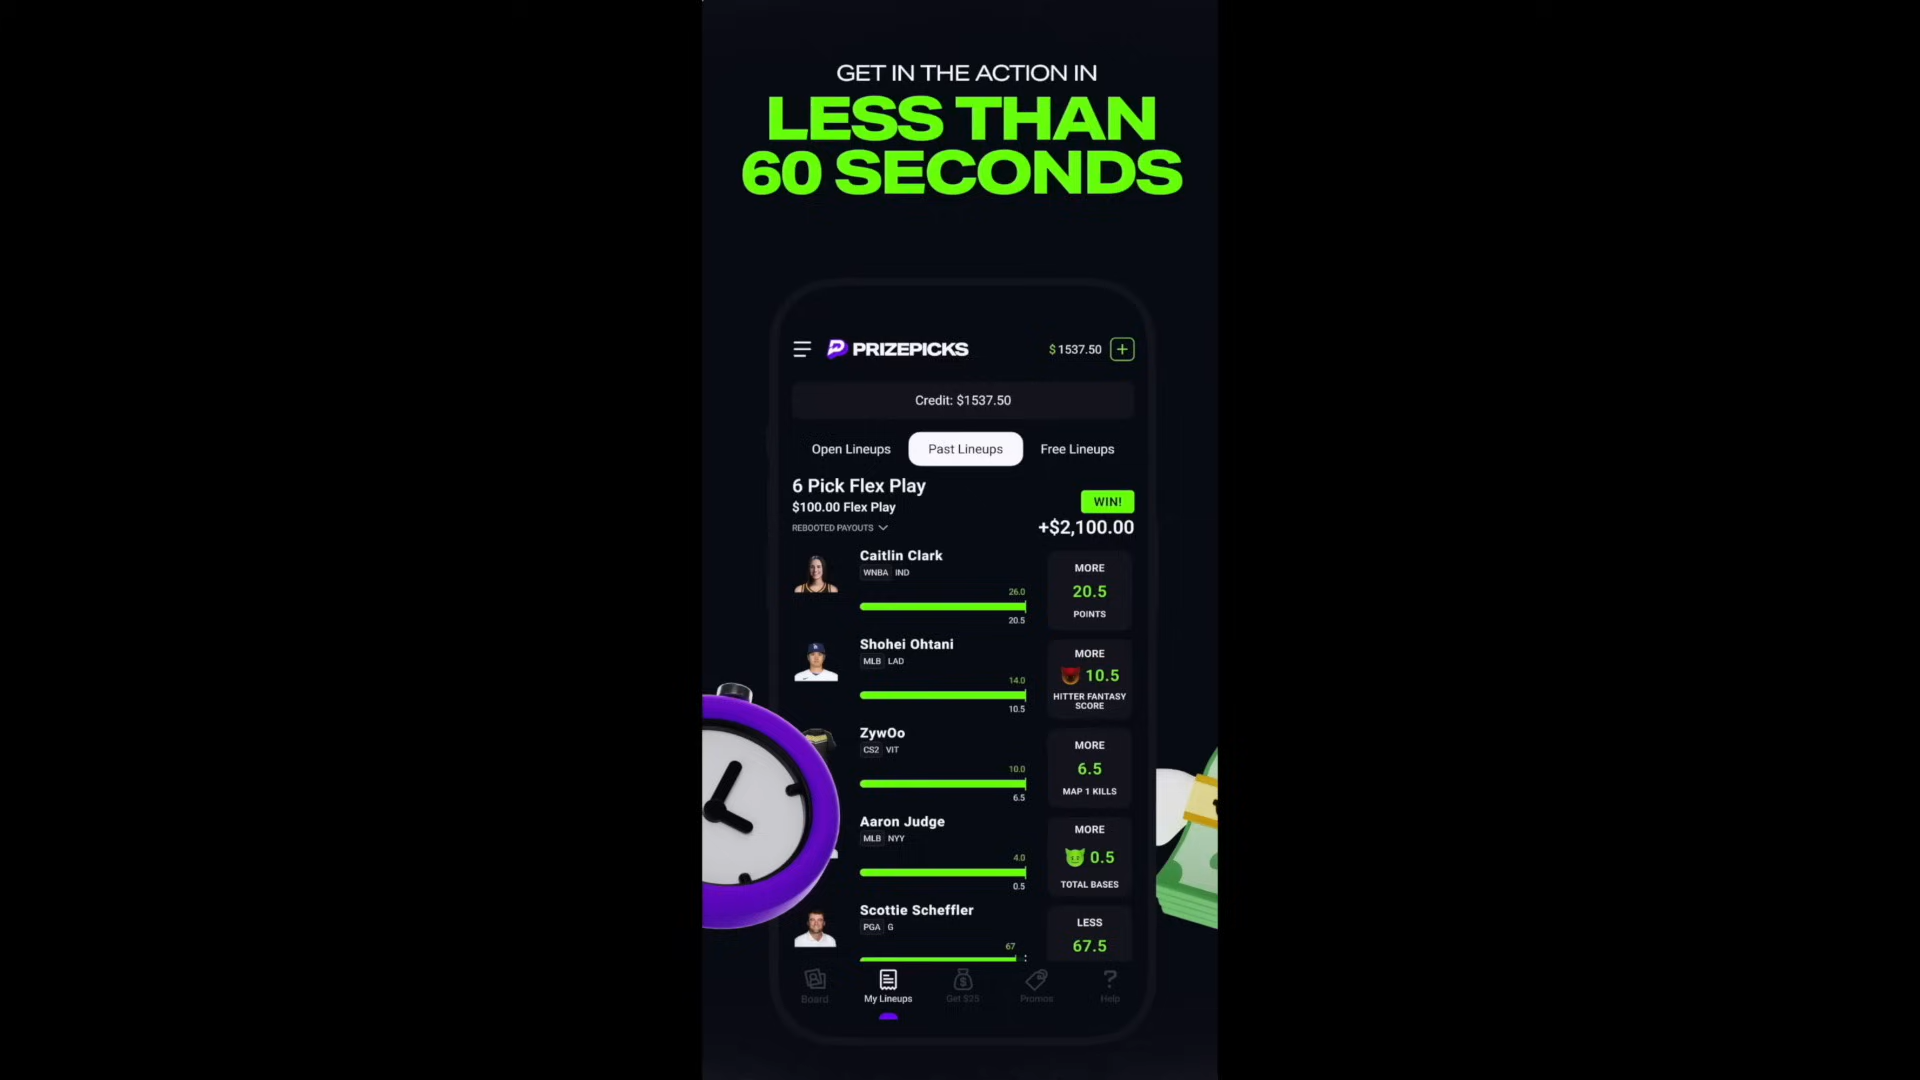 GET IN THE ACTION IN
LESS THAN
60 SECONDS
PRIZEPICKS
$ 1537.50 +
Credit: $1537.50
Open Lineups
Past Lineups
Free Lineups
6 Pick Flex Play
$100.00 Flex Play
REBOOTED PAYOUTS
WIN!
+$2,100.00
Caitlin Clark
WNBA IND
26.0
20.5
MORE
20.5
POINTS
Shohei Ohtani
MLB LAD
14.0
10.5
MORE
10.5
HITTER FANTASY
SCORE
ZywOo
CS2 VIT
10.0
6.5
MORE
6.5
MAP 1 KILLS
Aaron Judge
MLB NYY
4.0
0.5
MORE
0.5
TOTAL BASES
Scottie Scheffler
PGA G
67
LESS
67.5
Board
My Lineups
Get $25
Promos
Help